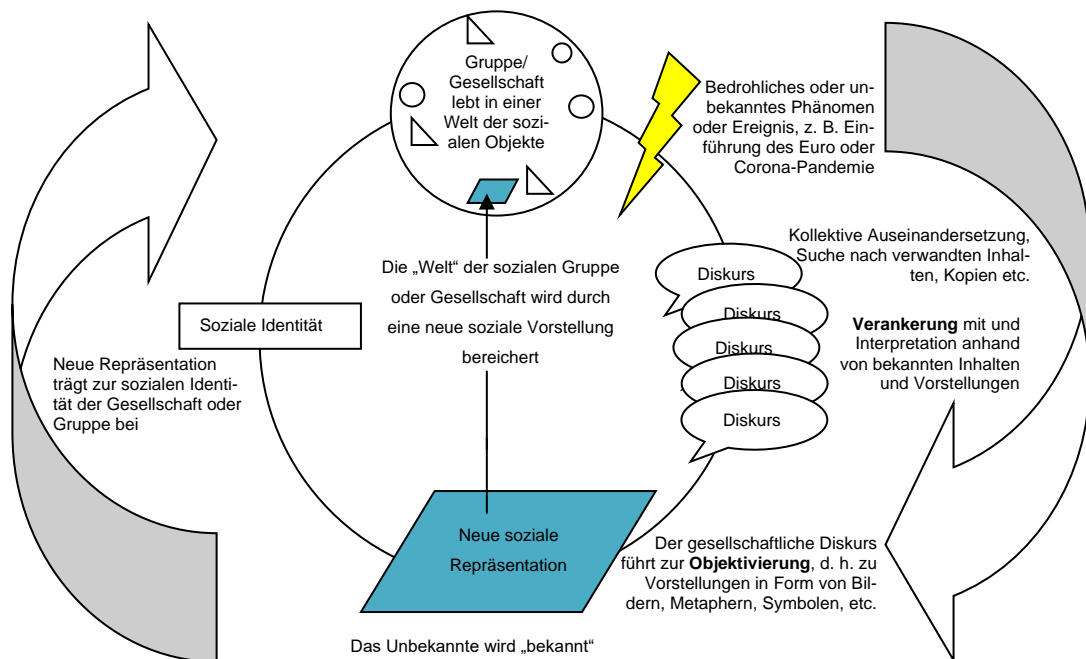 Gruppe/
Gesellschaft
lebt in einer
Welt der sozi-
alen Objekte
Bedrohliches oder un-
bekanntes Phänomen
oder Ereignis, z. B. Ein-
führung des Euro oder
Corona-Pandemie
Kollektive Auseinandersetzung,
Suche nach verwandten Inhal-
ten, Kopien etc.
Diskurs
Diskurs
Diskurs
Diskurs
Diskurs
Verankerung mit und
Interpretation anhand
von bekannten Inhalten
und Vorstellungen
Der gesellschaftliche Diskurs
führt zur Objektivierung, d. h. zu
Vorstellungen in Form von Bil-
dern, Metaphern, Symbolen, etc.
Neue soziale
Repräsentation
Das Unbekannte wird „bekannt“
Die „Welt“ der sozialen Gruppe
oder Gesellschaft wird durch
eine neue soziale Vorstellung
bereichert
Soziale Identität
Neue Repräsentation
trägt zur sozialen Identi-
tät der Gesellschaft oder
Gruppe bei